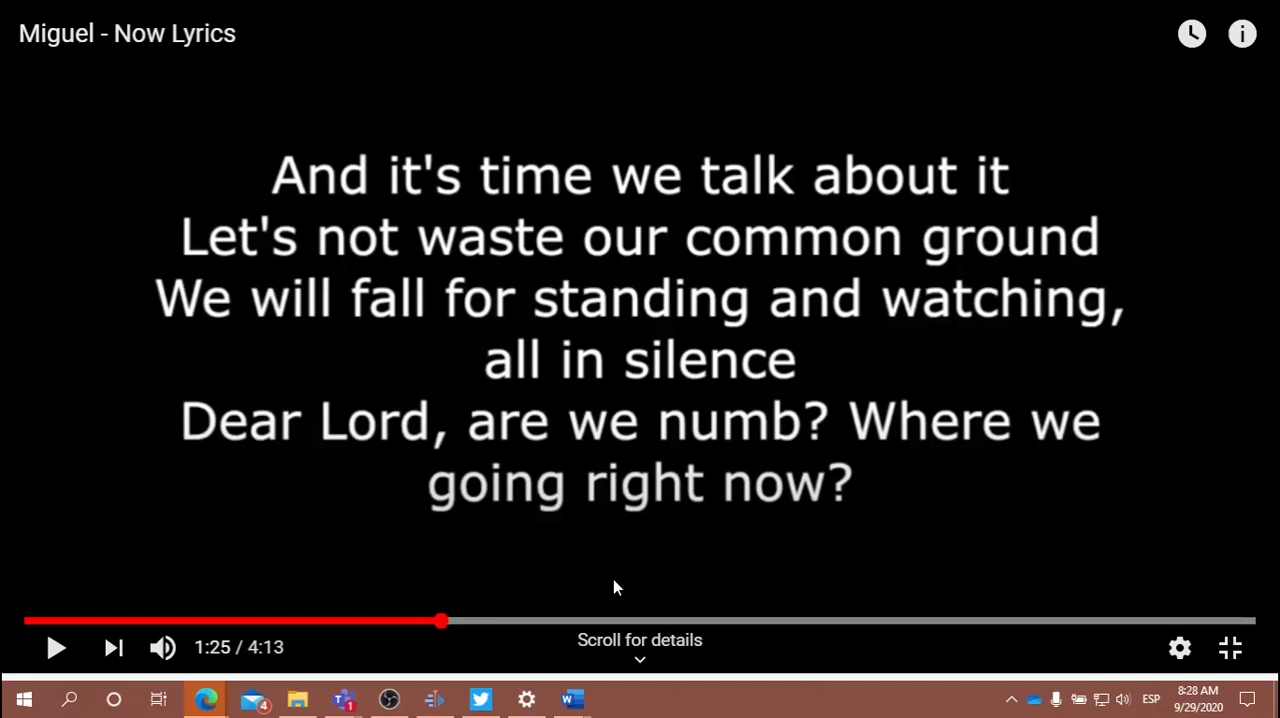 Miguel - Now Lyrics
And it's time we talk about it
Let's not waste our common ground
We will fall for standing and watching,
all in silence
Dear Lord, are we numb? Where we
going right now?
1:25 / 4:13
Scroll for details
4
1
ESP
8:28 AM
9/29/2020